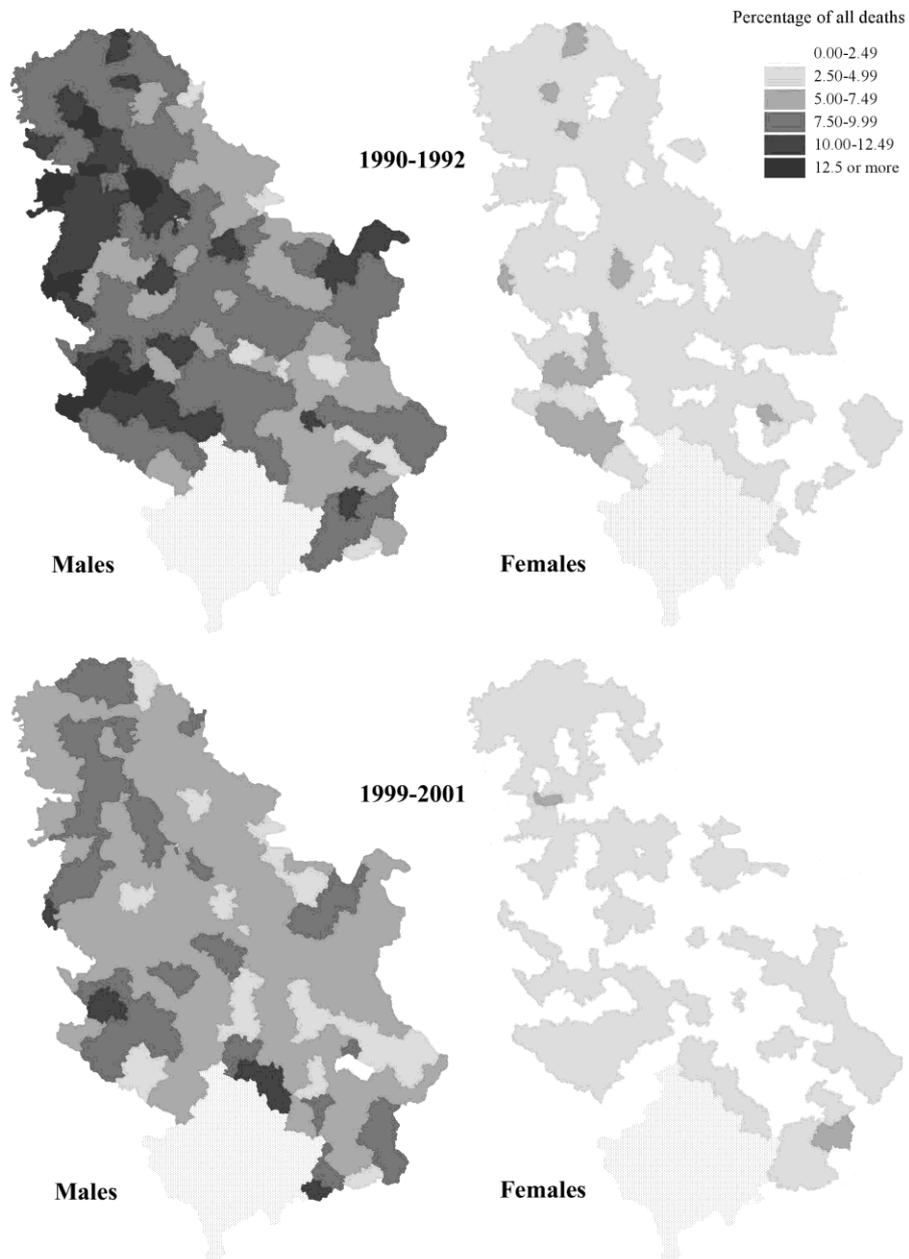 Percentage of all deaths
0.00-2.49
2.50-4.99
5.00-7.49
7.50-9.99
10.00-12.49
12.5 or more
1990-1992
Males
Females
1999-2001
Males
Females